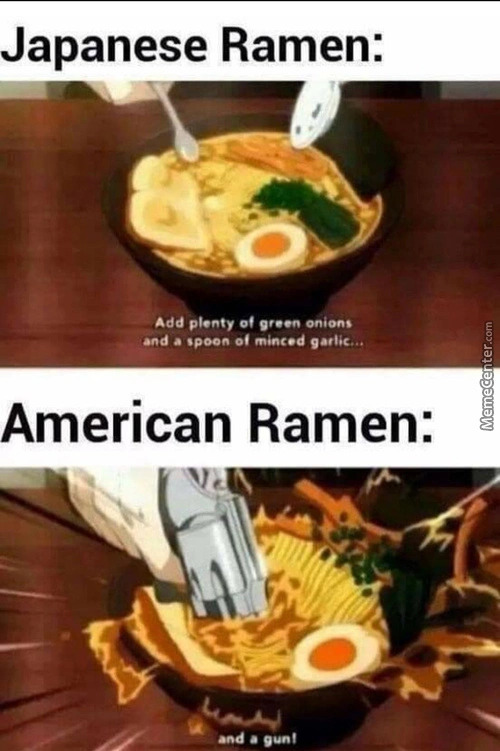 Japanese Ramen:
Add plenty of green onions
and a spoon of minced garlic...
MemeCenter.com
American Ramen:
and a gun!